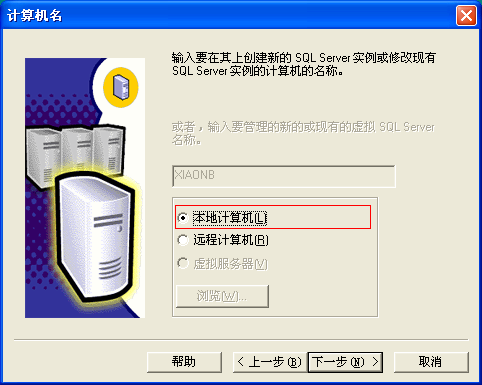 计算机名
输入要在其上创建新的 SQL Server 实例或修改现有
SQL Server 实例的计算机的名称。
或者，输入要管理的新的或现有的虚拟 SQL Server
名称。
XIAONB
本地计算机(L)
远程计算机(R)
虚拟服务器(V)
浏览(W)...
帮助
< 上一步(B)
下一步(N) >
取消